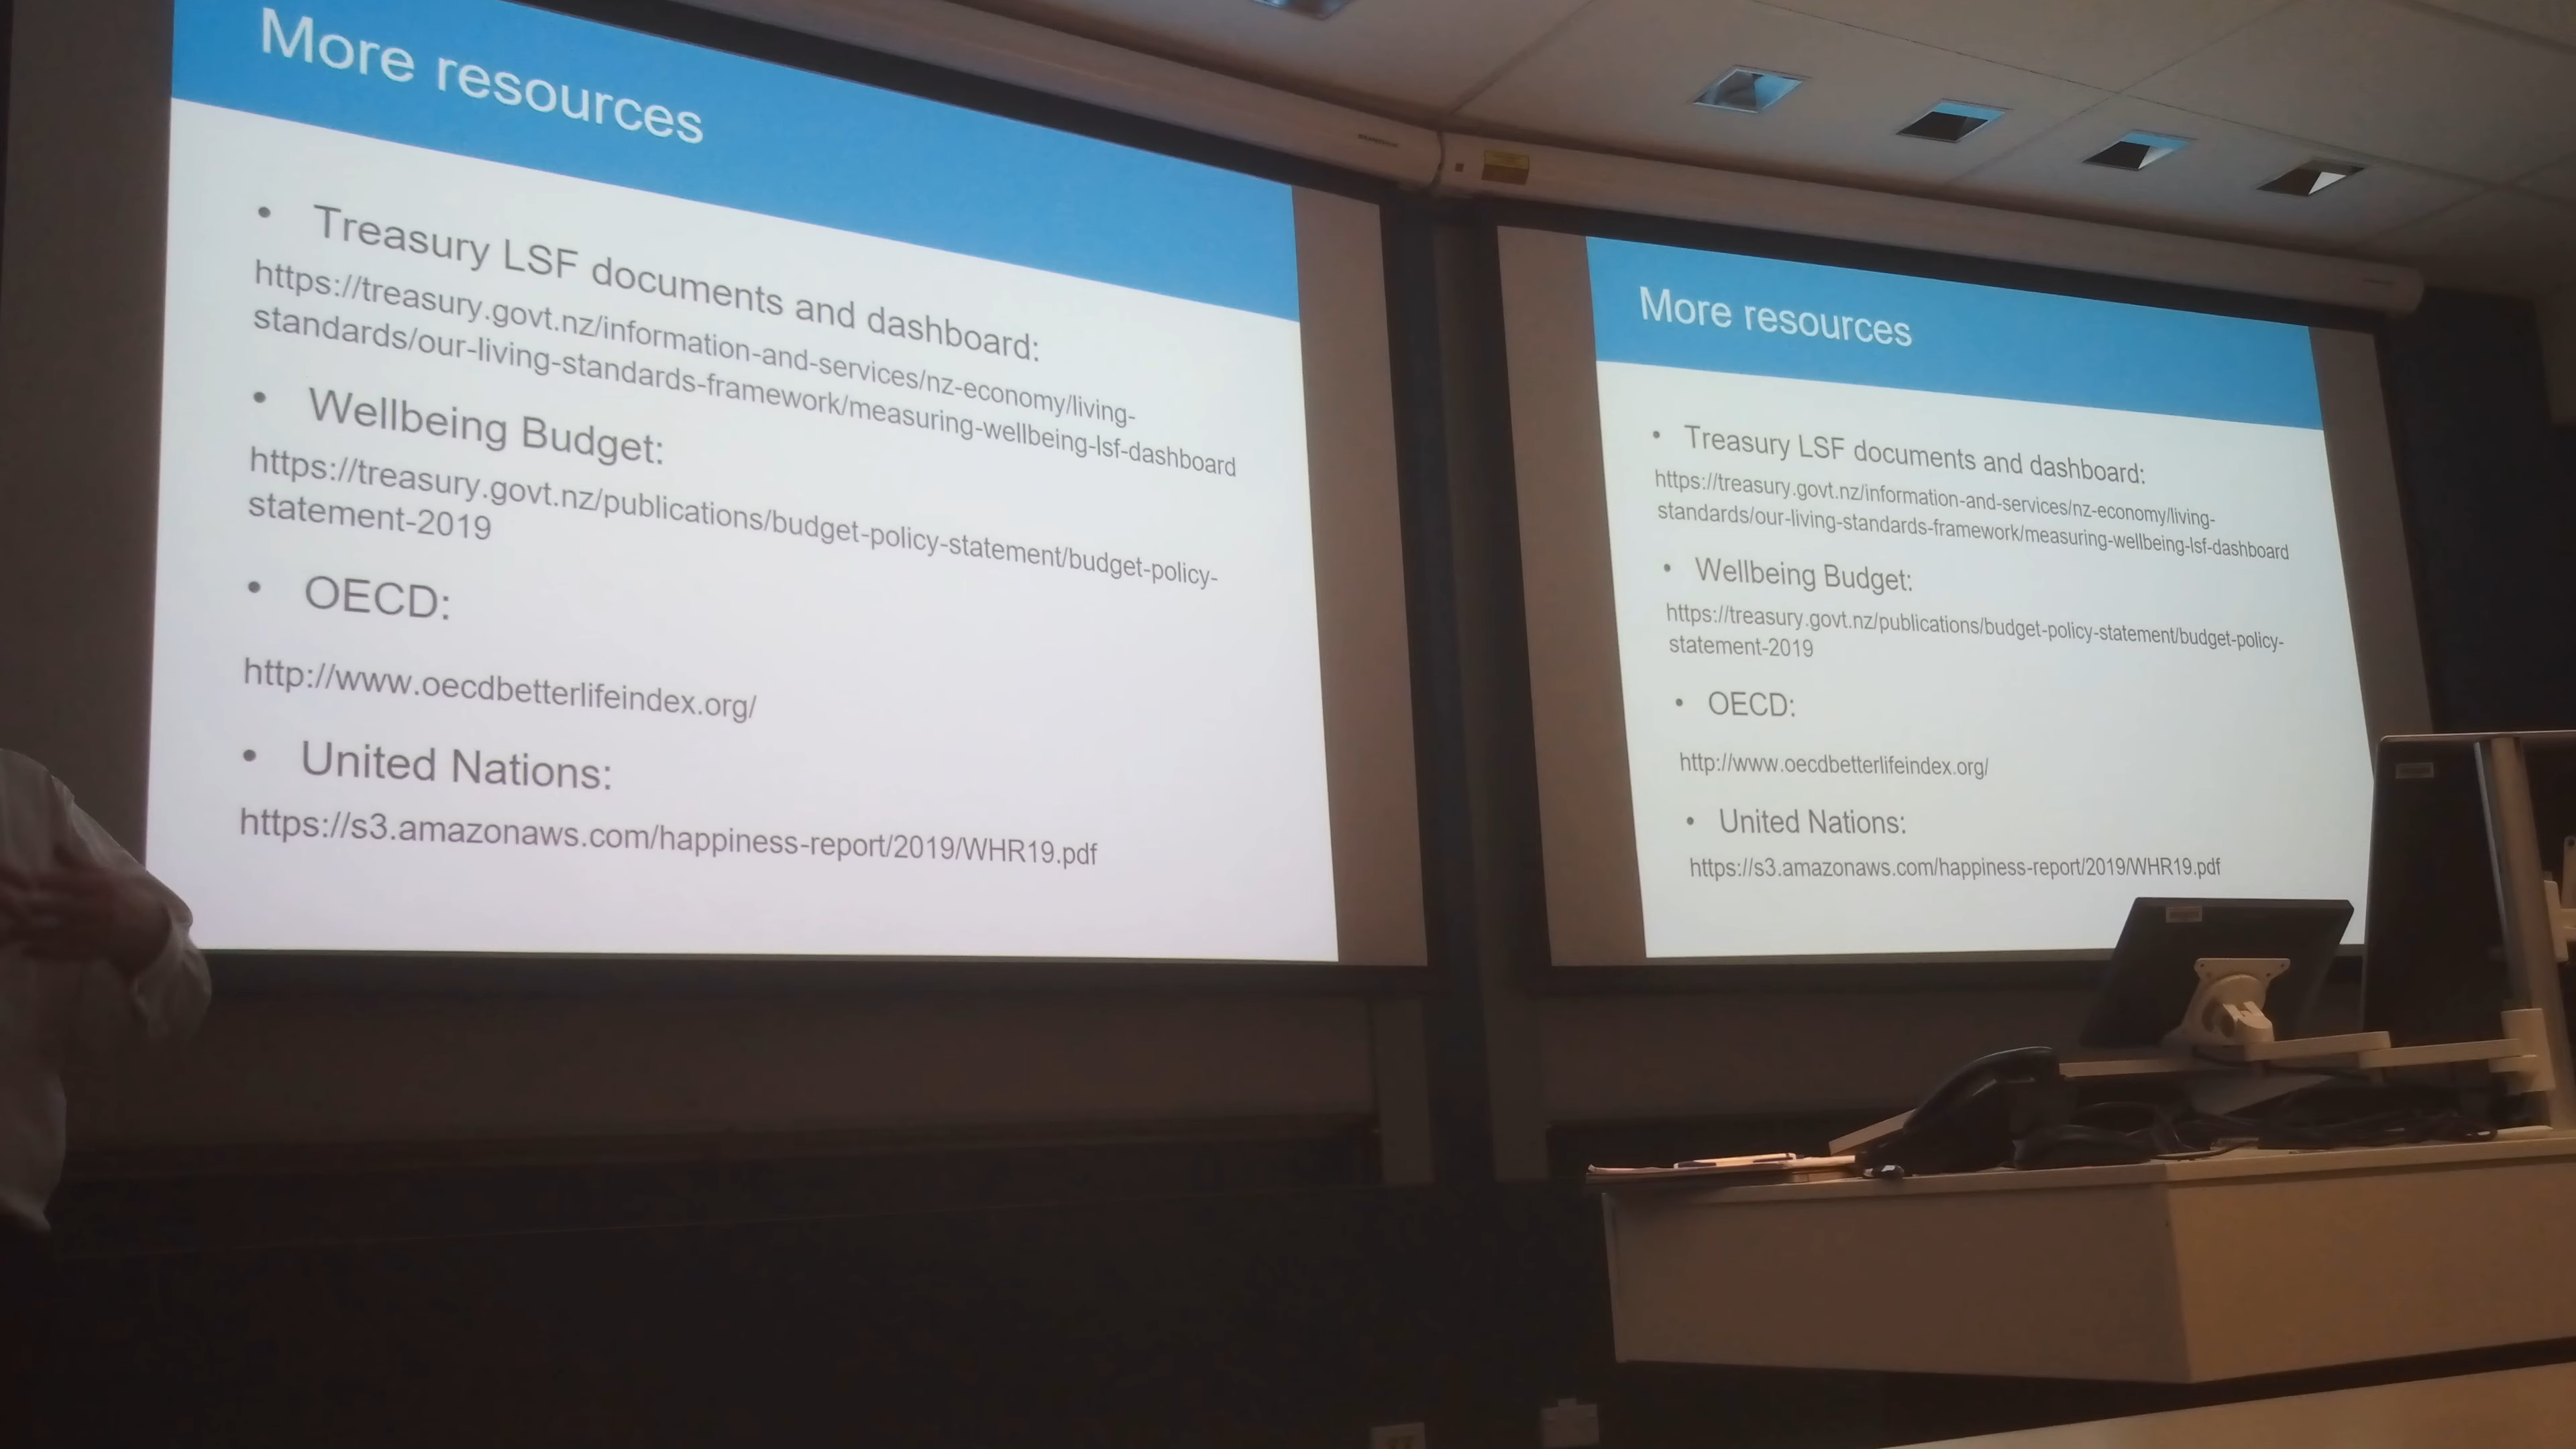 More resources
• Treasury LSF documents and dashboard:
https://treasury.govt.nz/information-and-services/nz-economy/living-
standards/our-living-standards-framework/measuring-wellbeing-lsf-dashboard
• Wellbeing Budget:
https://treasury.govt.nz/publications/budget-policy-statement/budget-policy-
statement-2019
• OECD:
http://www.oecdbetterlifeindex.org/
• United Nations:
https://s3.amazonaws.com/happiness-report/2019/WHR19.pdf
More resources
• Treasury LSF documents and dashboard:
https://treasury.govt.nz/information-and-services/nz-economy/living-
standards/our-living-standards-framework/measuring-wellbeing-lsf-dashboard
• Wellbeing Budget:
https://treasury.govt.nz/publications/budget-policy-statement/budget-policy-
statement-2019
• OECD:
http://www.oecdbetterlifeindex.org/
• United Nations:
https://s3.amazonaws.com/happiness-report/2019/WHR19.pdf